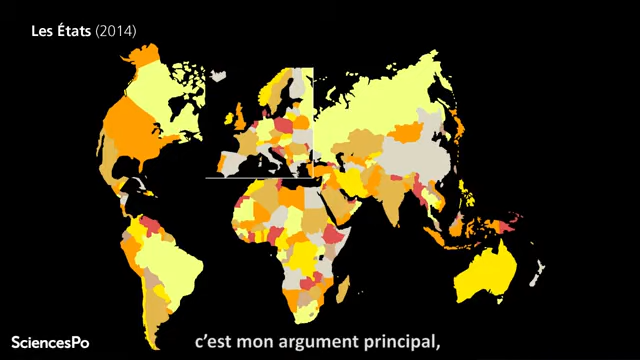 Les États (2014)
SciencesPo
c'est mon argument principal,